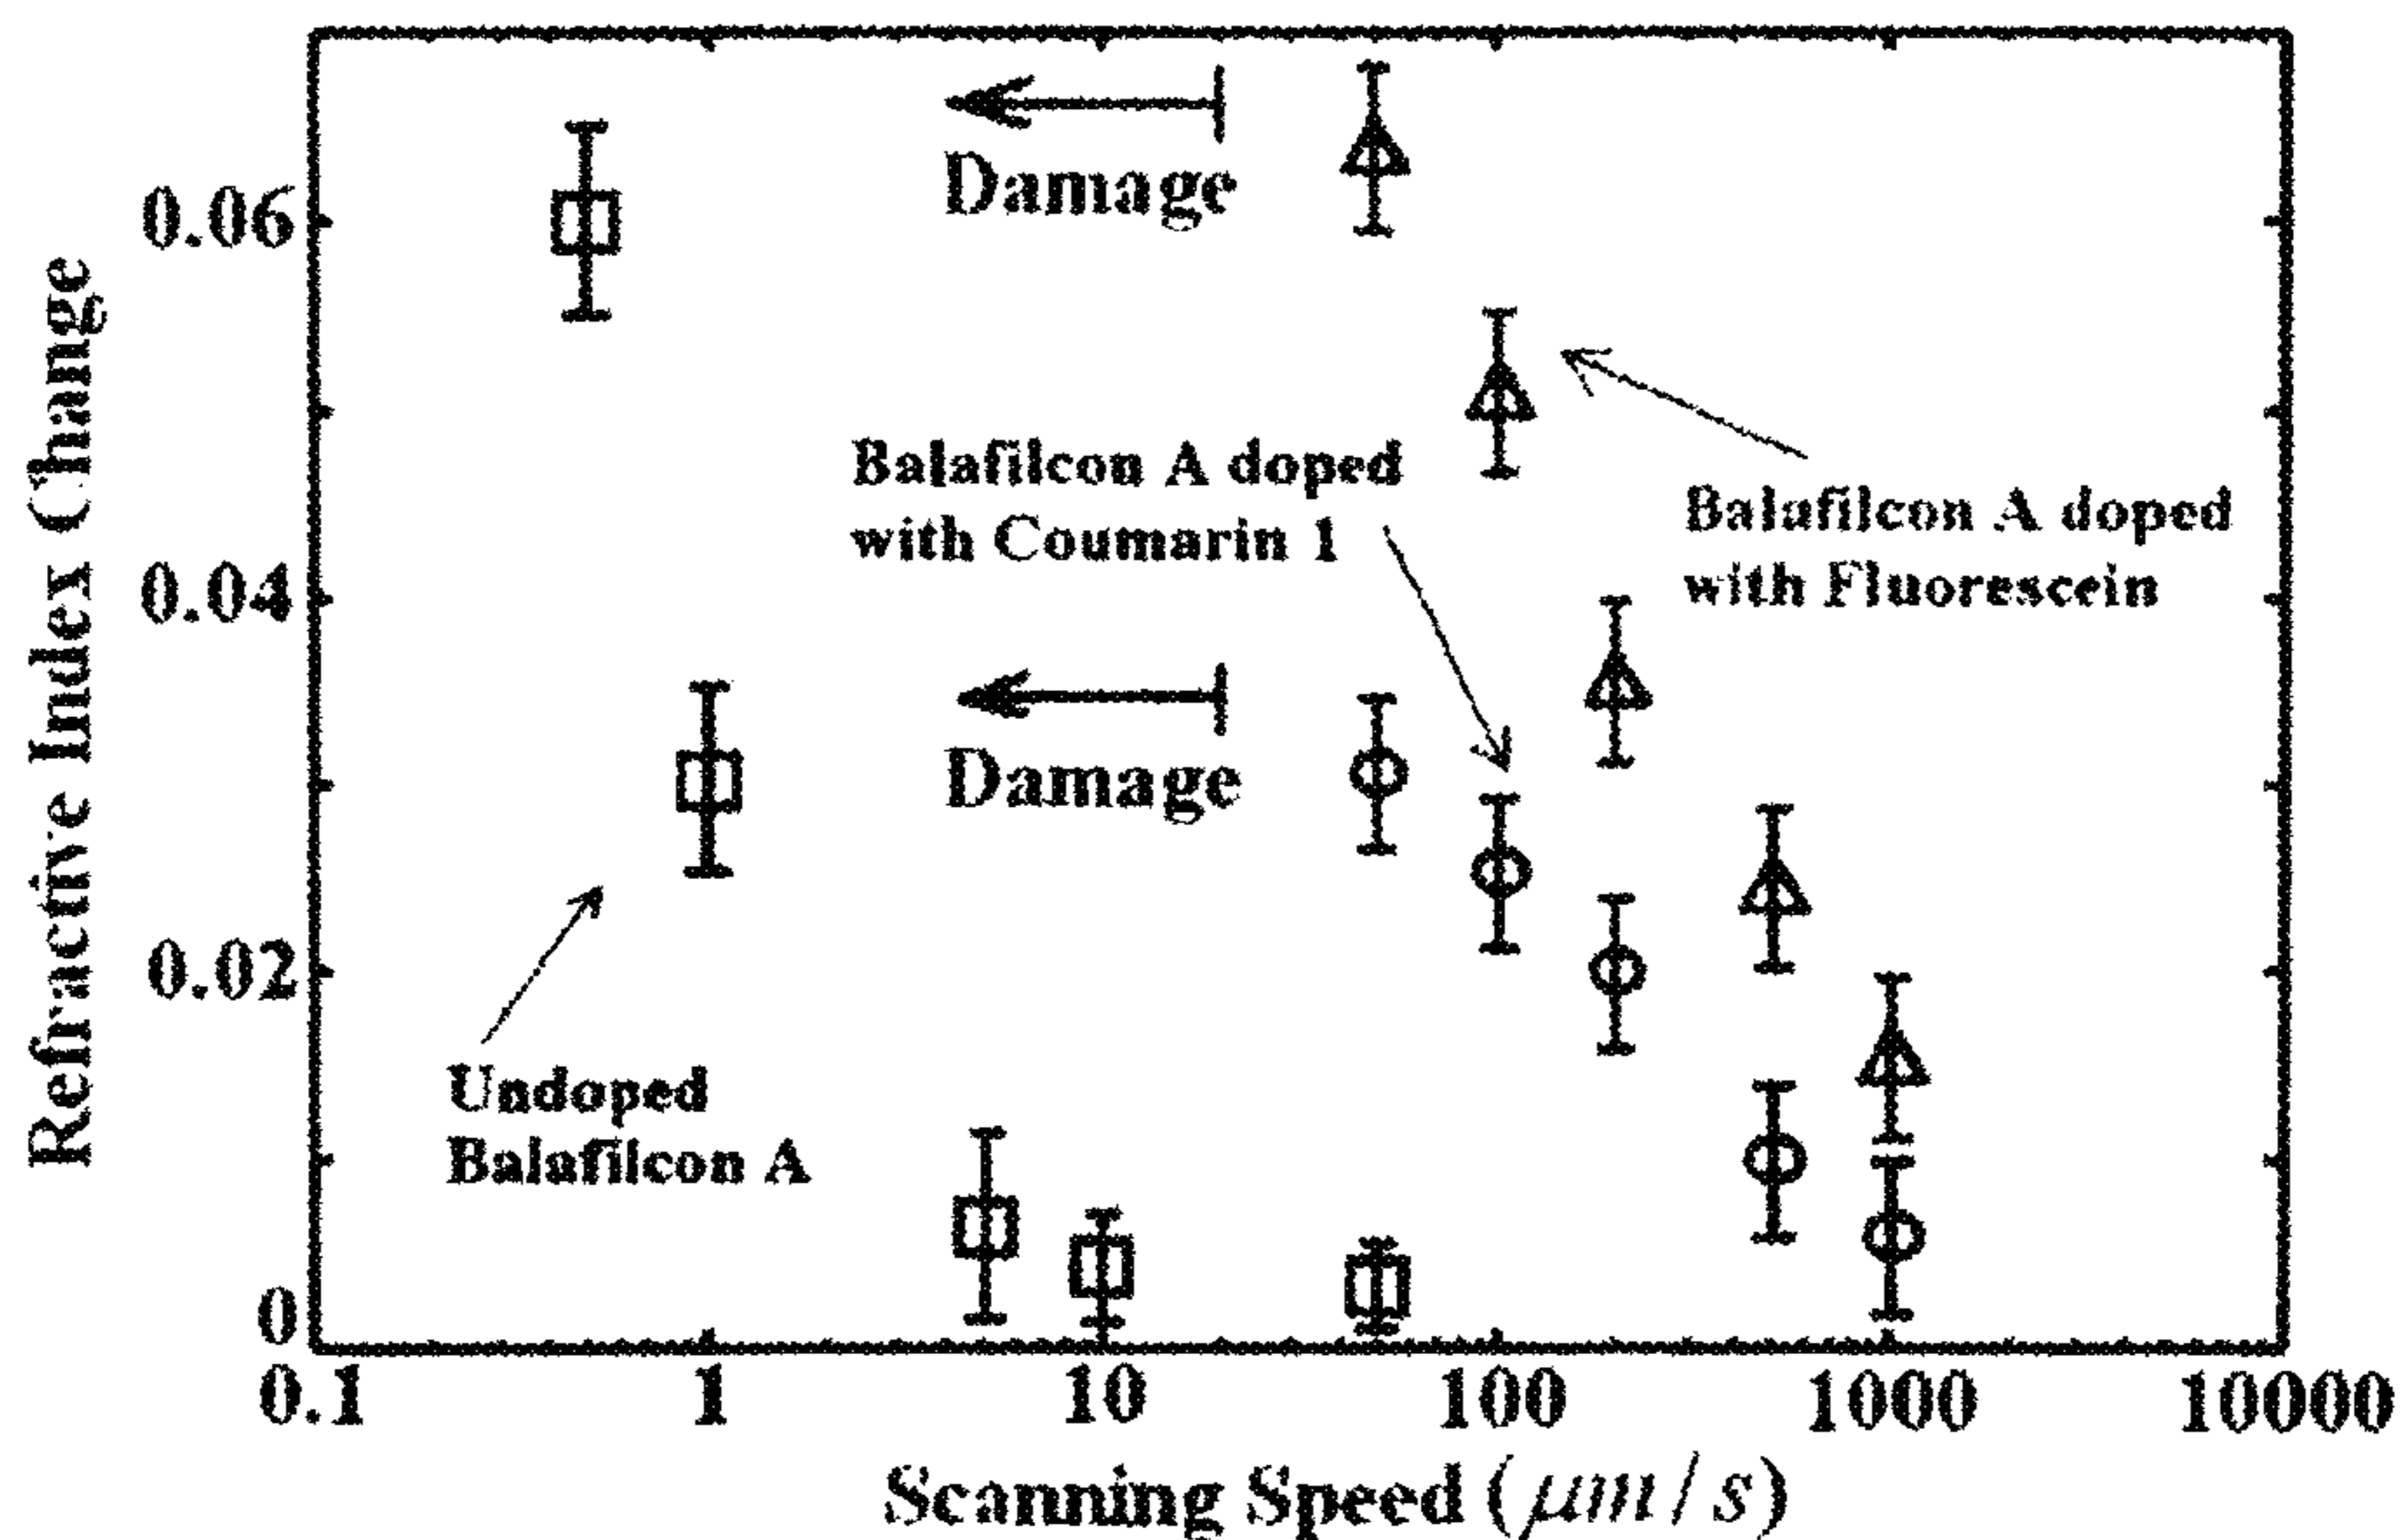 Refractive Index Change
0.06
0.04
0.02
0
Damage
Balafilcon A doped
with Coumarin 1
Balafilcon A doped
with Fluorescein
Damage
Undoped
Balafilcon A
0.1 1 10 100 1000 10000
Scanning Speed (μm/s)